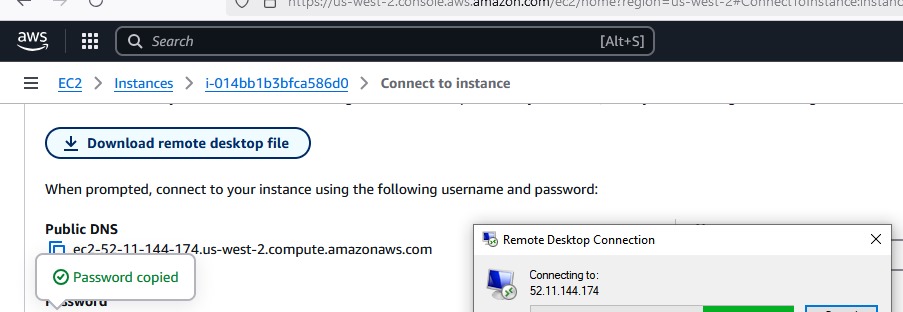 https://us-west-2.console.aws.amazon.com/ec2/home?region=us-west-2#ConnectToInstance:instanc
aws
Search
[Alt+S]
EC2 > Instances > i-014bb1b3bfca586d0 > Connect to instance
Download remote desktop file
When prompted, connect to your instance using the following username and password:
Public DNS
ec2-52-11-144-174.us-west-2.compute.amazonaws.com
Password copied
Password
Remote Desktop Connection
Connecting to:
52.11.144.174